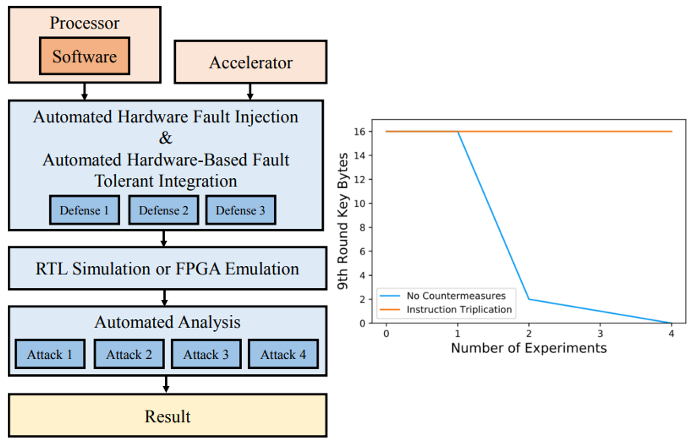 Processor
Software
Accelerator
Automated Hardware Fault Injection
&
Automated Hardware-Based Fault
Tolerant Integration
Defense 1
Defense 2
Defense 3
RTL Simulation or FPGA Emulation
Automated Analysis
Attack 1
Attack 2
Attack 3
Attack 4
Result
9th Round Key Bytes
16
14
12
10
8
6
4
2
0
No Countermeasures
Instruction Triplication
0
1
2
3
4
Number of Experiments